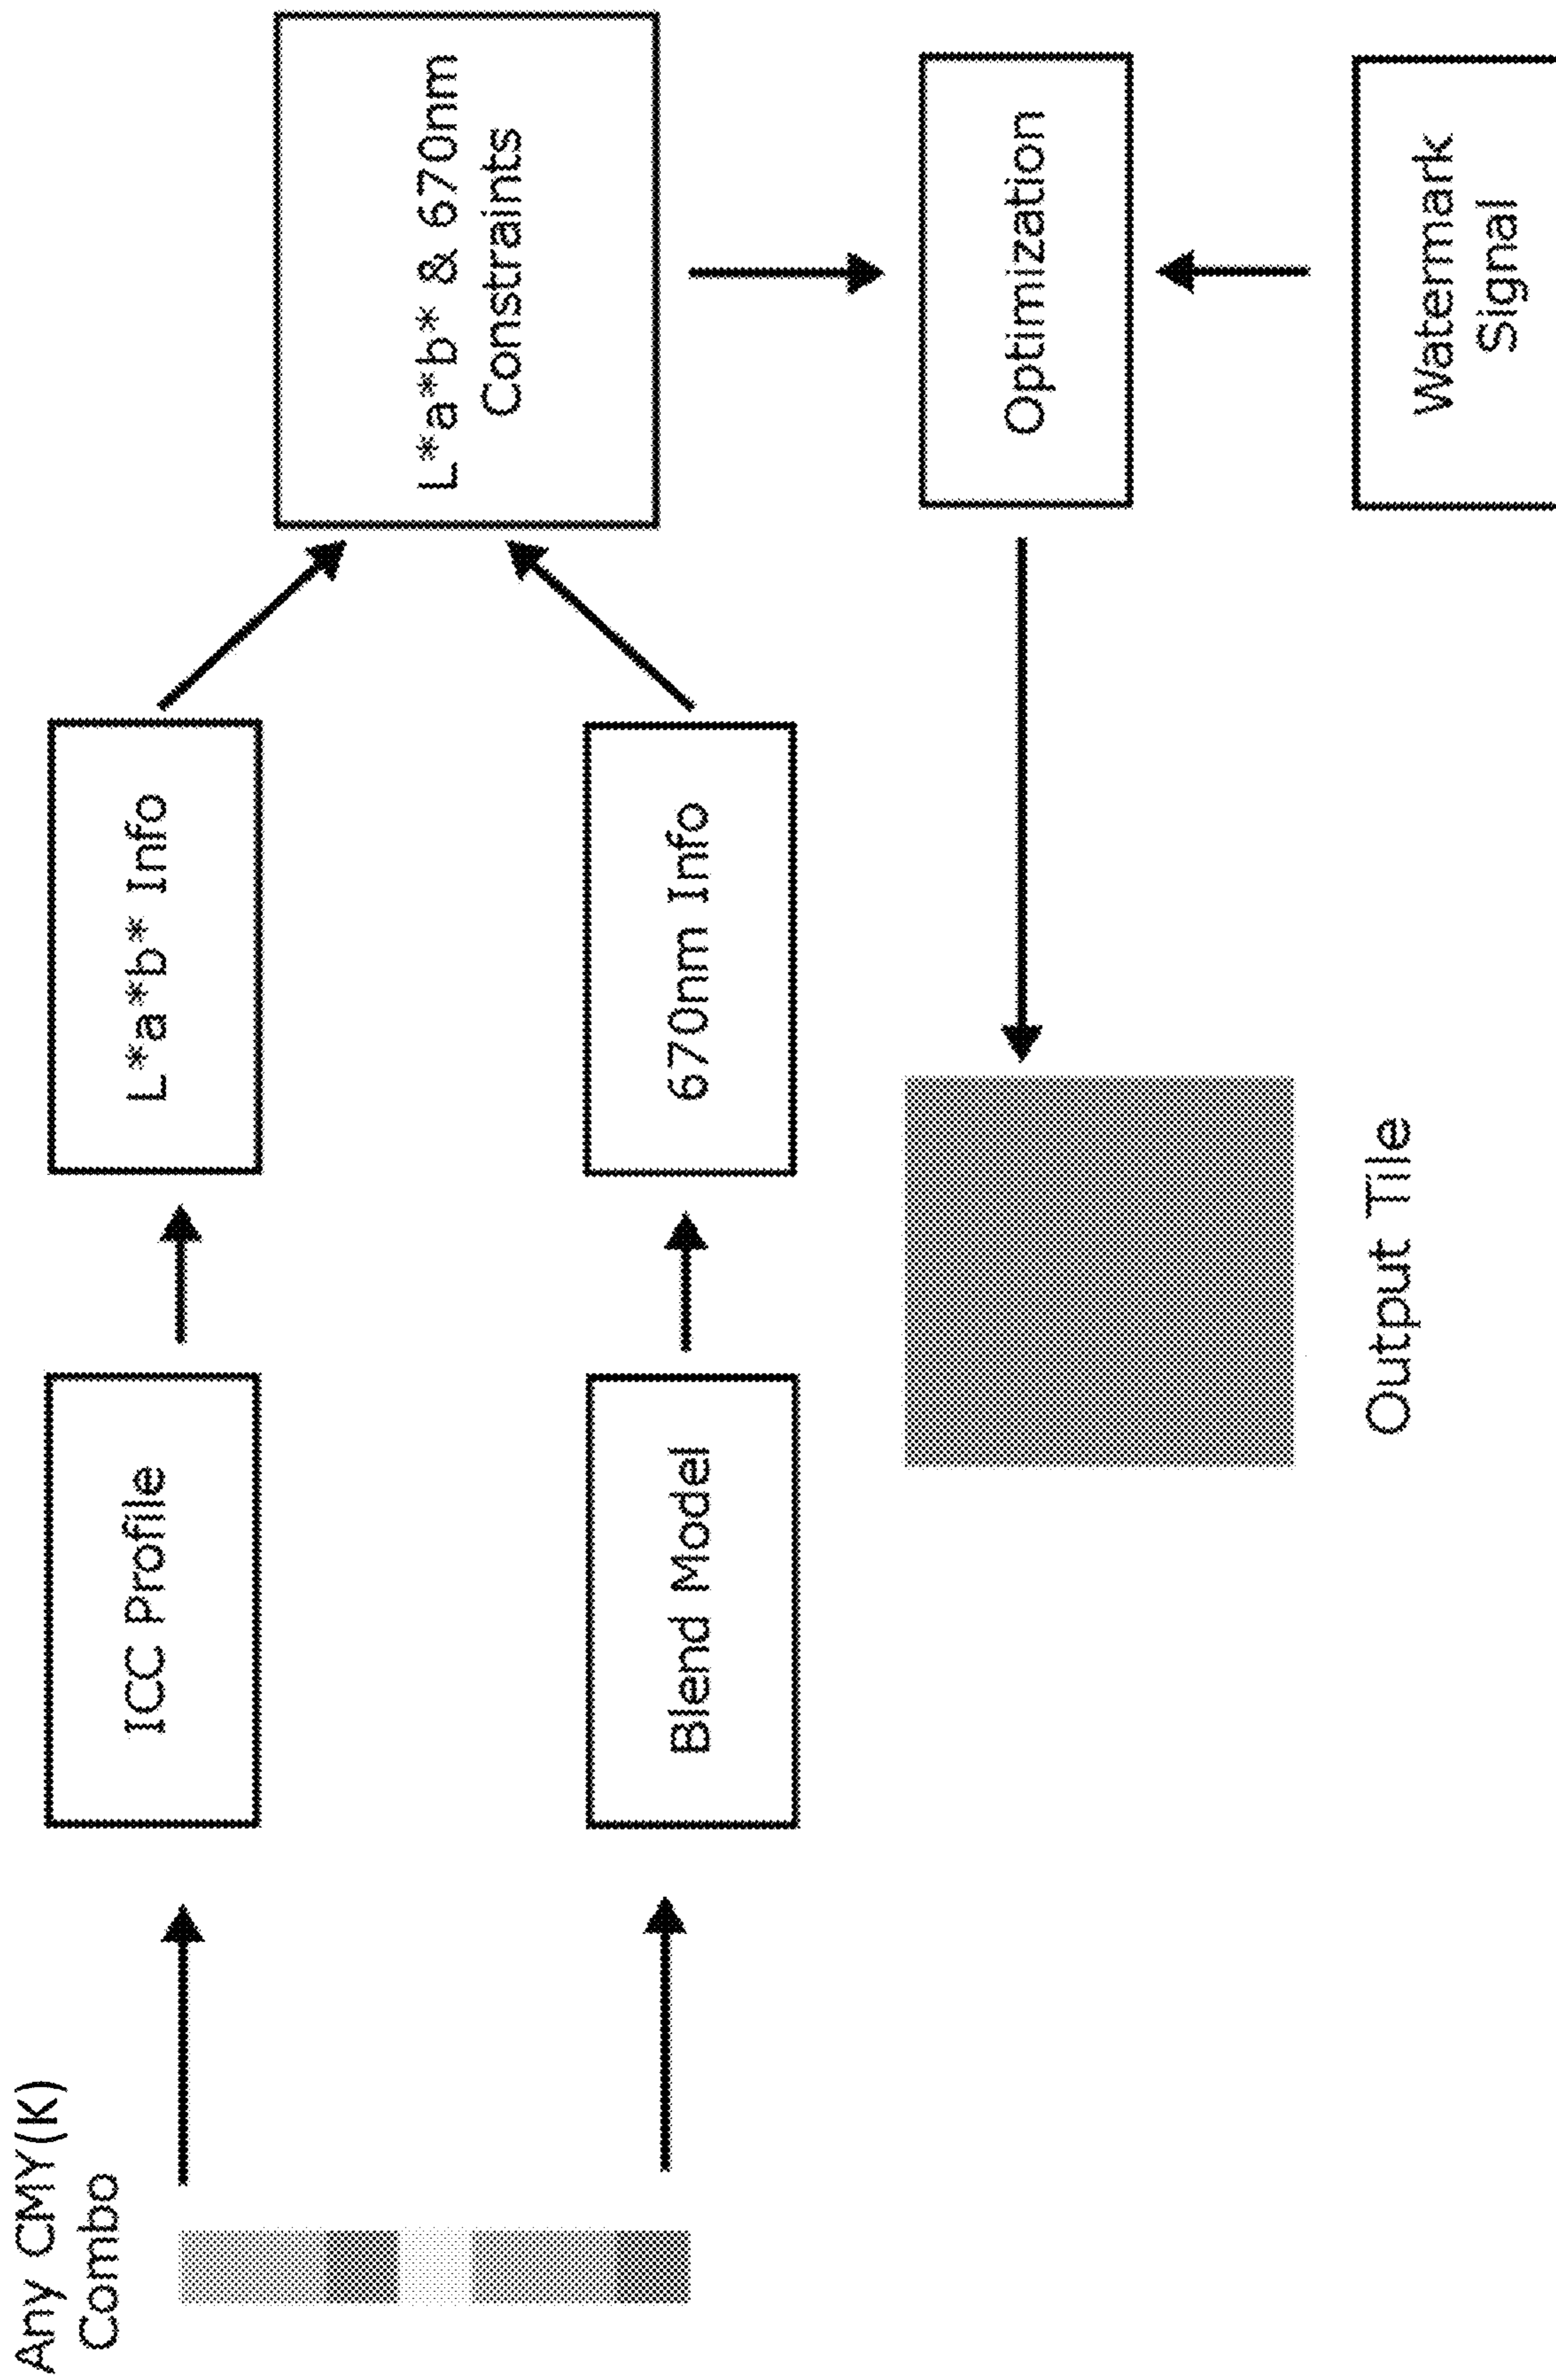 Any CMY(K)
Combo
ICC Profile
L*a*b* Info
Blend Model
670nm Info
L*a*b* & 670nm
Constraints
Optimization
Watermark
Signal
Output Tile